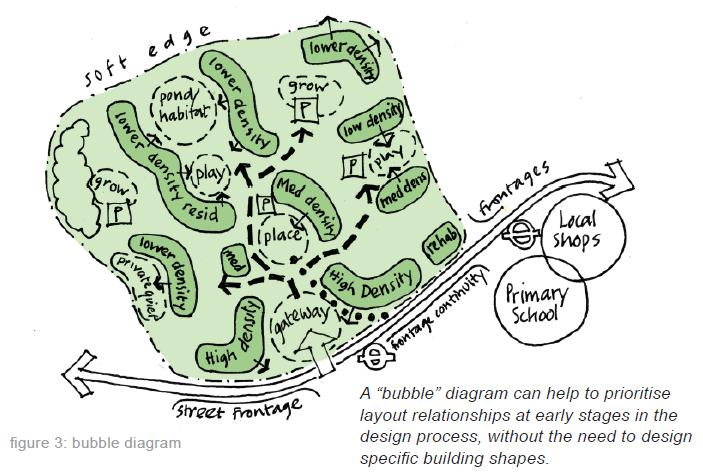 soft edge
lower density
lower density
grow
P
pond
habitat
low density
lower density resid
play
P
play
grow
P
P
Med density
med dens
frontages
place
rehab
Local
Shops
lower density
private quiet
med
High Density
Primary
School
gateway
frontage continuity
High density
street frontage
A “bubble” diagram can help to prioritise
layout relationships at early stages in the
design process, without the need to design
specific building shapes.
figure 3: bubble diagram